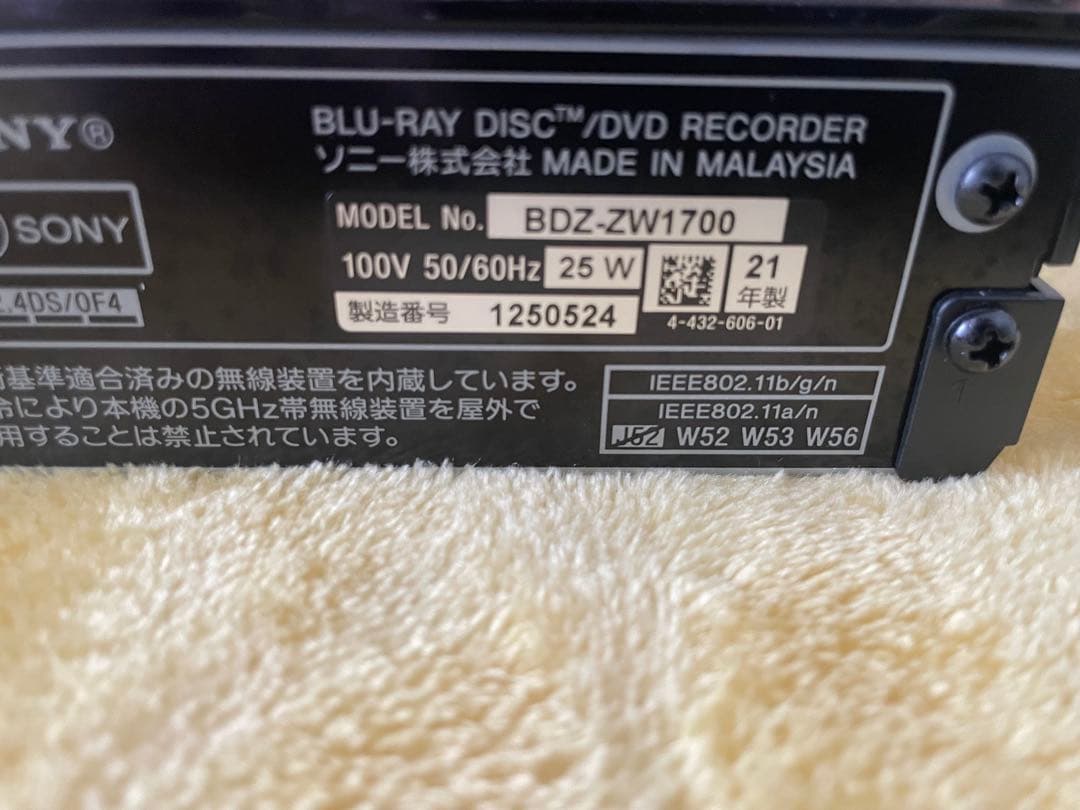 NY®
BLU-RAY DISC™/DVD RECORDER
ソニー株式会社 MADE IN MALAYSIA
SONY
MODEL No. BDZ-ZW1700
100V 50/60Hz 25 W 21年製
製造番号 1250524
4-432-606-01
.4DS/OF4
基準適合済みの無線装置を内蔵しています。
により本機の5GHz帯無線装置を屋外で
用することは禁止されています。
IEEE802.11b/g/n
IEEE802.11a/n
J52 W52 W53 W56
1